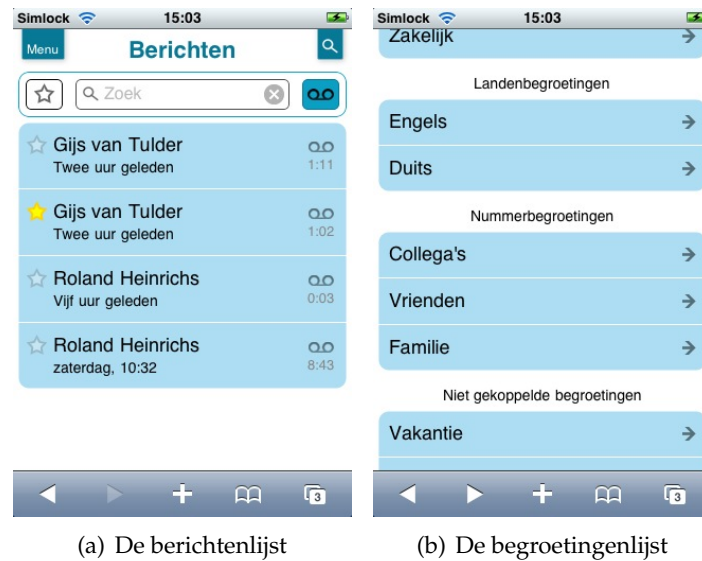 Simlock 15:03
Menu Berichten
Zoek
Gijs van Tulder
Twee uur geleden 1:11
Gijs van Tulder
Twee uur geleden 1:02
Roland Heinrichs
Vijf uur geleden 0:03
Roland Heinrichs
zaterdag, 10:32 8:43
3
(a) De berichtenlijst
Simlock 15:03
Zakelijk
Landenbegroetingen
Engels
Duits
Nummerbegroetingen
Collega's
Vrienden
Familie
Niet gekoppelde begroetingen
Vakantie
3
(b) De begroetingenlijst